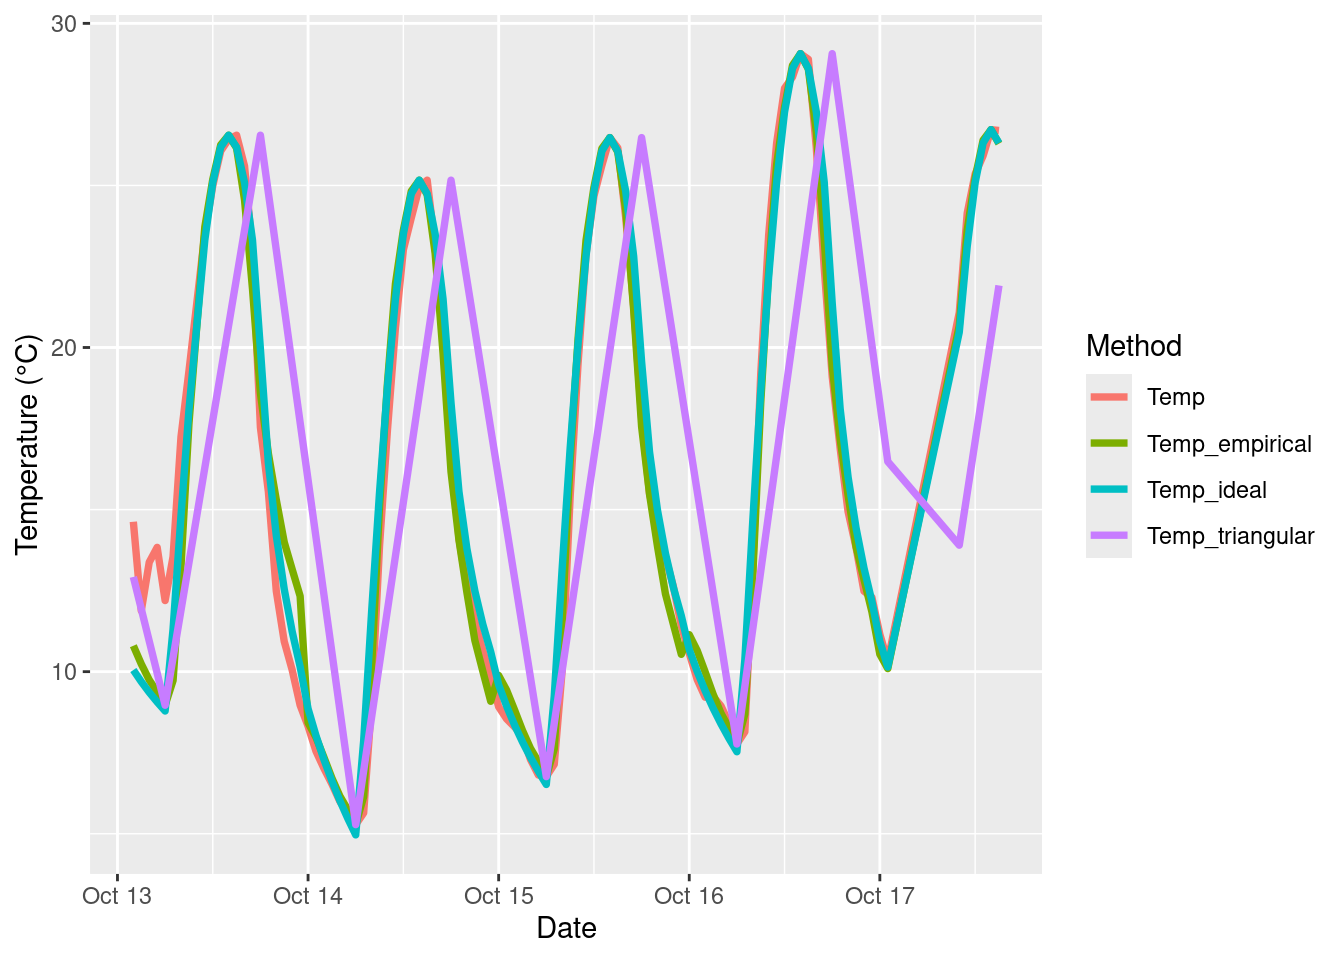 30
20
10
Temperature (°C)
Oct 13
Oct 14
Oct 15
Oct 16
Oct 17
Date
Method
Temp
Temp_empirical
Temp_ideal
Temp_triangular